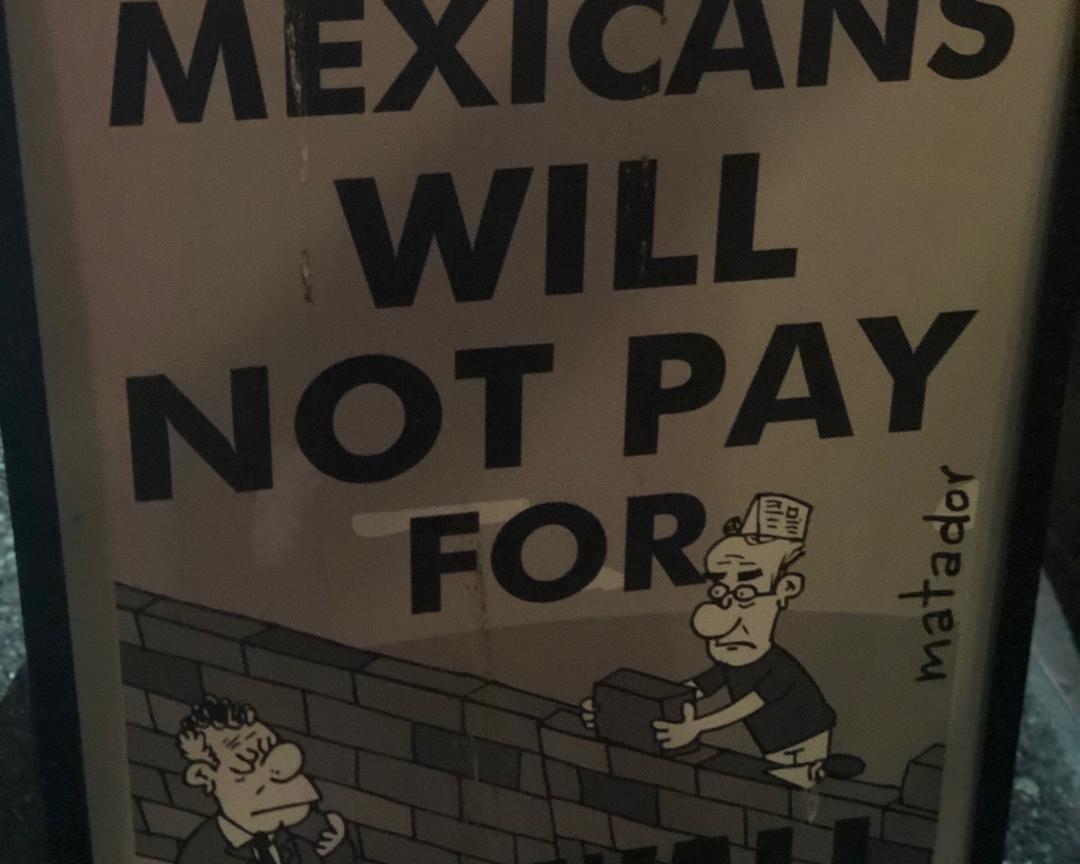 MEXICANS
WILL
NOT PAY
FOR
matador